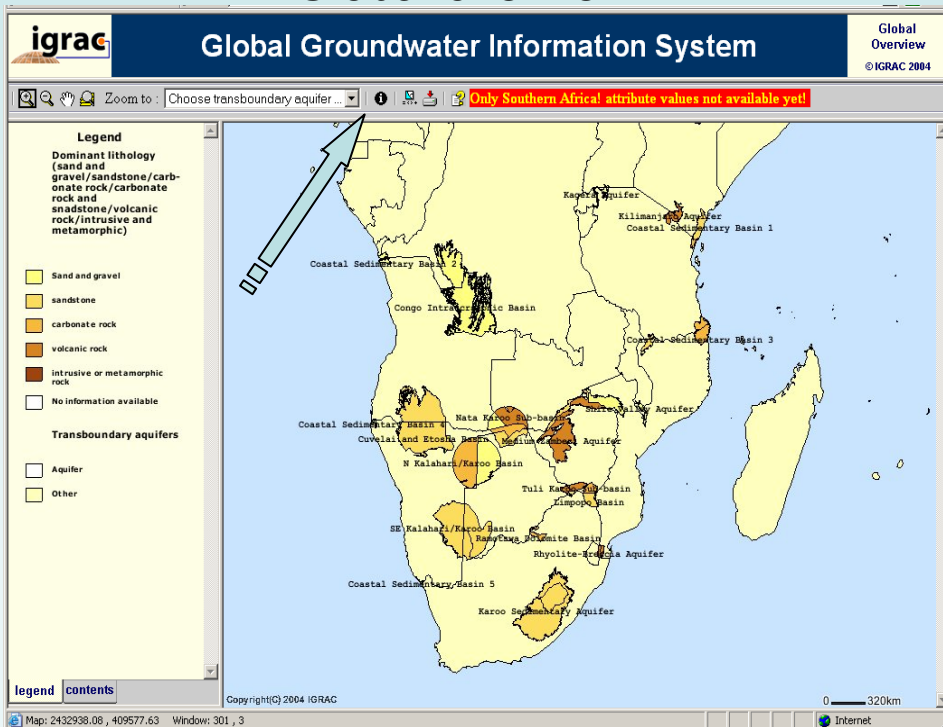 igrac
Global Groundwater Information System
Global
Overview
© IGRAC 2004
Zoom to : Choose transboundary aquifer ...
Only Southern Africa! attribute values not available yet!
Legend
Dominant lithology
(sand and
gravel/sandstone/carb-
onate rock/carbonate
rock and
snadstone/volcanic
rock/intrusive and
metamorphic)
Sand and gravel
sandstone
carbonate rock
volcanic rock
intrusive or metamorphic
rock
No information available
Transboundary aquifers
Aquifer
Other
legend contents
Kagera Aquifer
Kilimanjaro Aquifer
Coastal Sedimentary Basin 1
Coastal Sedimentary Basin 2
Congo Intracratonic Basin
Coastal Sedimentary Basin 3
Nata Karoo Sub-basin
Shire Valley Aquifer
Coastal Sedimentary Basin 4
Cuvelai and Etosha Basin
Medium Zambesi Aquifer
N Kalahari/Karoo Basin
Tuli Karoo Sub-basin
Limpopo Basin
SE Kalahari/Karoo Basin
Ramotswa Dolomite Basin
Rhyolite-Breccia Aquifer
Coastal Sedimentary Basin 5
Karoo Sedimentary Aquifer
Copyright(C) 2004 IGRAC
0 320km
Map: 2432938.08 , 409577.63 Window: 301 , 3
Internet